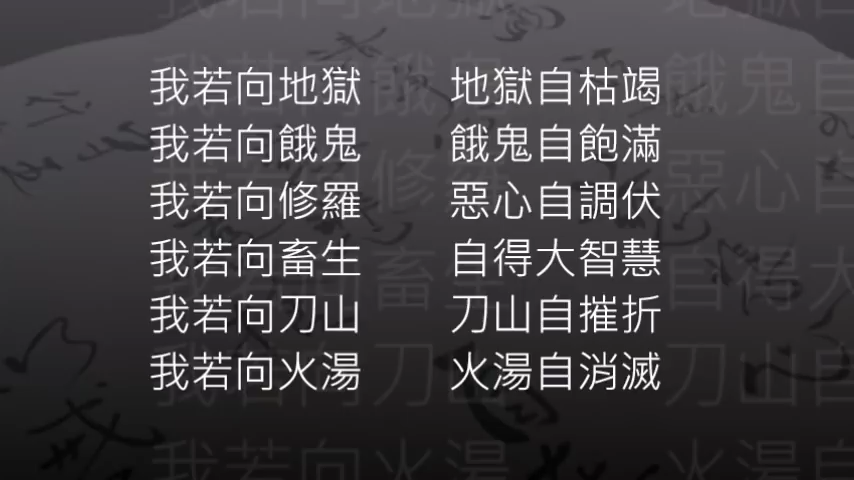 我若向地獄　地獄自枯竭
我若向餓鬼　餓鬼自飽滿
我若向修羅　惡心自調伏
我若向畜生　自得大智慧
我若向刀山　刀山自摧折
我若向火湯　火湯自消滅